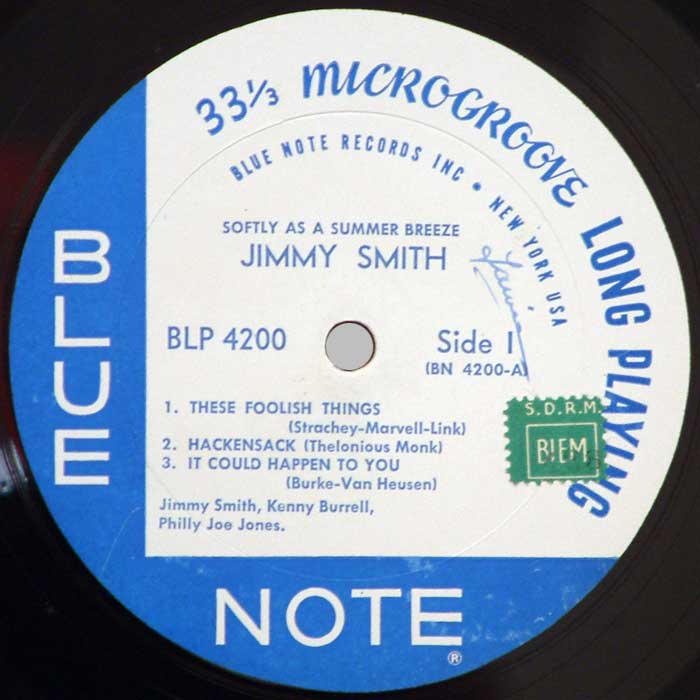 33⅓ MICROGROOVE LONG PLAYING
BLUE NOTE RECORDS INC • NEW YORK USA
SOFTLY AS A SUMMER BREEZE
JIMMY SMITH
BLP 4200
Side 1
(BN 4200-A)
1. THESE FOOLISH THINGS
(Strachey-Marvell-Link)
2. HACKENSACK (Thelonious Monk)
3. IT COULD HAPPEN TO YOU
(Burke-Van Heusen)
Jimmy Smith, Kenny Burrell,
Philly Joe Jones.
S.D.R.M.
BIEM
BLUE
NOTE
®